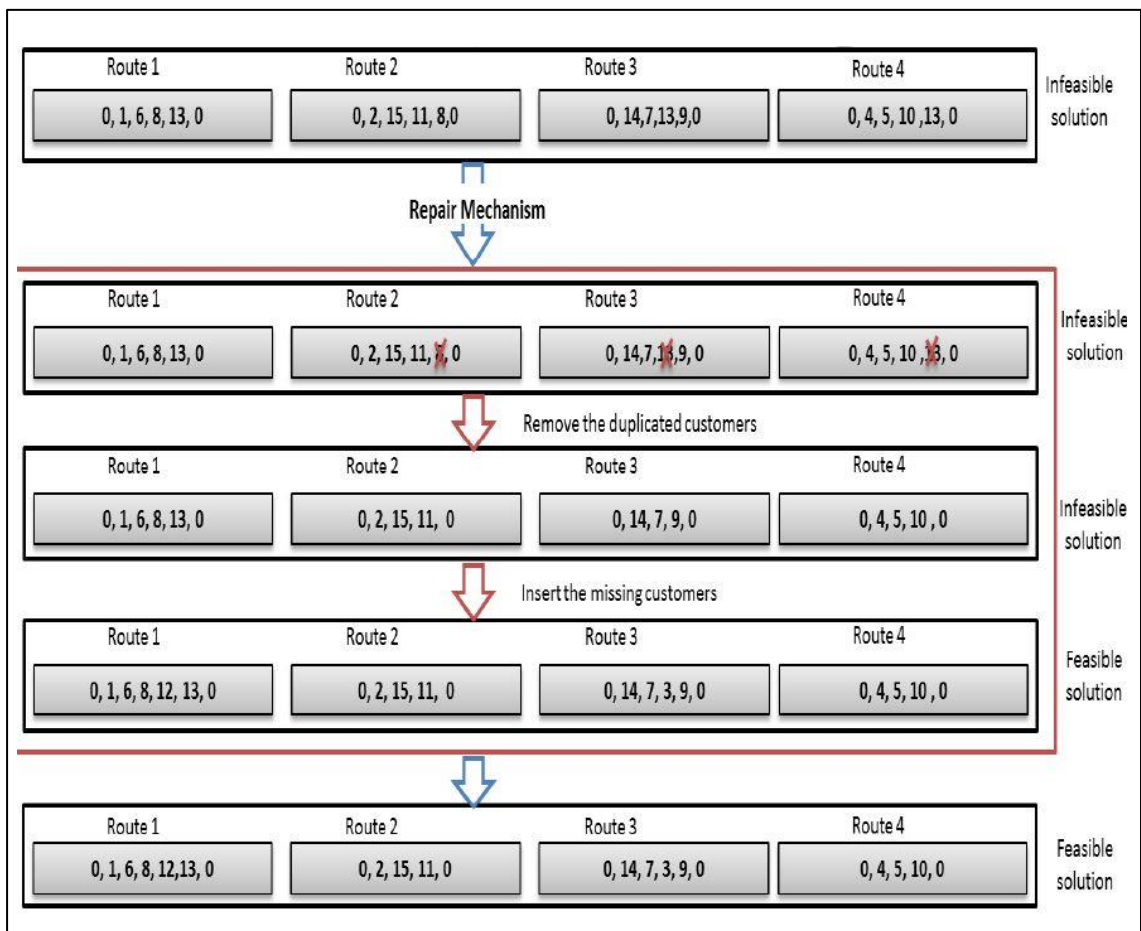 Route 1 Route 2 Route 3 Route 4
0, 1, 6, 8, 13, 0 0, 2, 15, 11, 8,0 0, 14,7,13,9,0 0, 4, 5, 10 ,13, 0
Infeasible
solution
Repair Mechanism
Route 1 Route 2 Route 3 Route 4
0, 1, 6, 8, 13, 0 0, 2, 15, 11, 8, 0 0, 14,7,13,9, 0 0, 4, 5, 10 ,13, 0
Infeasible
solution
Remove the duplicated customers
Route 1 Route 2 Route 3 Route 4
0, 1, 6, 8, 13, 0 0, 2, 15, 11, 0 0, 14, 7, 9, 0 0, 4, 5, 10 , 0
Infeasible
solution
Insert the missing customers
Route 1 Route 2 Route 3 Route 4
0, 1, 6, 8, 12, 13, 0 0, 2, 15, 11, 0 0, 14, 7, 3, 9, 0 0, 4, 5, 10 , 0
Feasible
solution
Route 1 Route 2 Route 3 Route 4
0, 1, 6, 8, 12,13, 0 0, 2, 15, 11, 0 0, 14, 7, 3, 9, 0 0, 4, 5, 10, 0
Feasible
solution